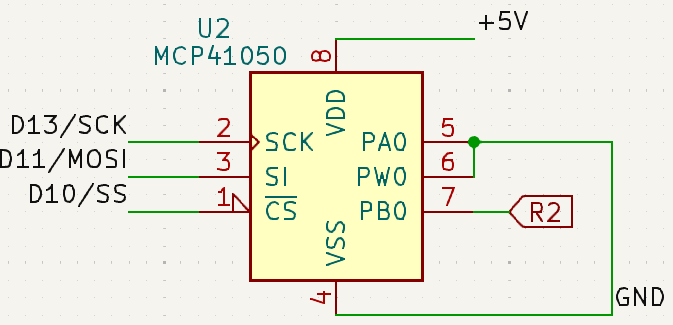 U2
MCP41050
+5V
8
VDD
D13/SCK 2 SCK PA0 5
D11/MOSI 3 SI PW0 6
D10/SS 1 CS PB0 7 R2
VSS
4
GND